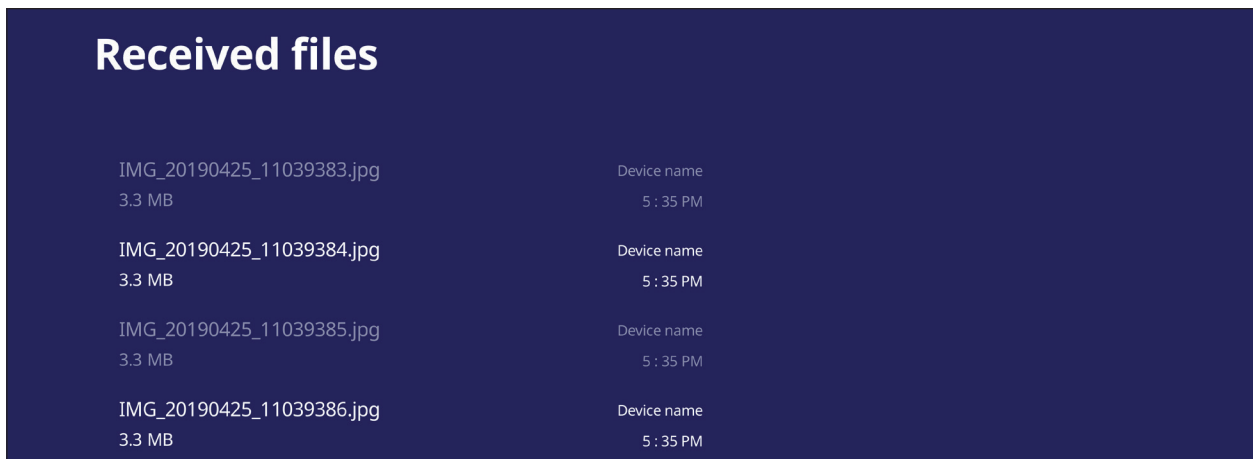 Received files
IMG_20190425_11039383.jpg Device name
3.3 MB 5 : 35 PM
IMG_20190425_11039384.jpg Device name
3.3 MB 5 : 35 PM
IMG_20190425_11039385.jpg Device name
3.3 MB 5 : 35 PM
IMG_20190425_11039386.jpg Device name
3.3 MB 5 : 35 PM